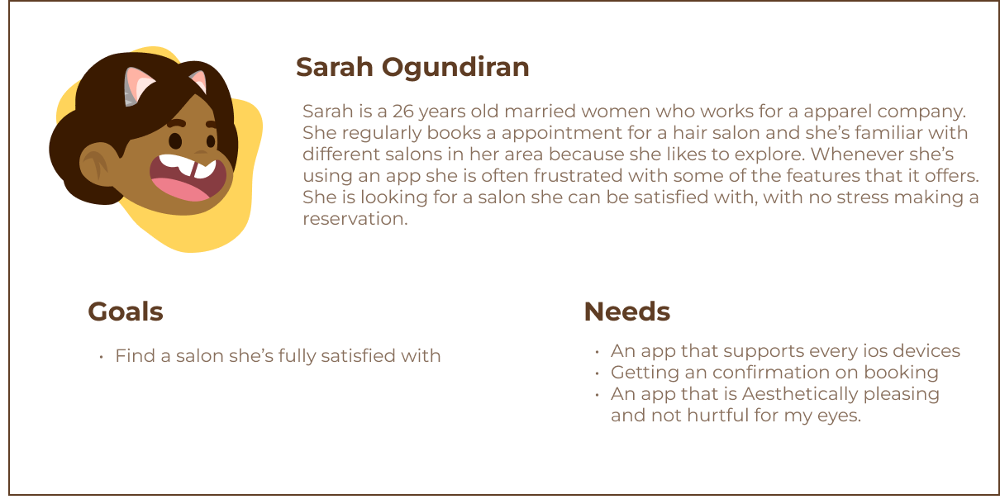 Sarah Ogundiran
Sarah is a 26 years old married women who works for a apparel company.
She regularly books a appointment for a hair salon and she’s familiar with
different salons in her area because she likes to explore. Whenever she’s
using an app she is often frustrated with some of the features that it offers.
She is looking for a salon she can be satisfied with, with no stress making a
reservation.
Goals
• Find a salon she’s fully satisfied with
Needs
• An app that supports every ios devices
• Getting an confirmation on booking
• An app that is Aesthetically pleasing
and not hurtful for my eyes.